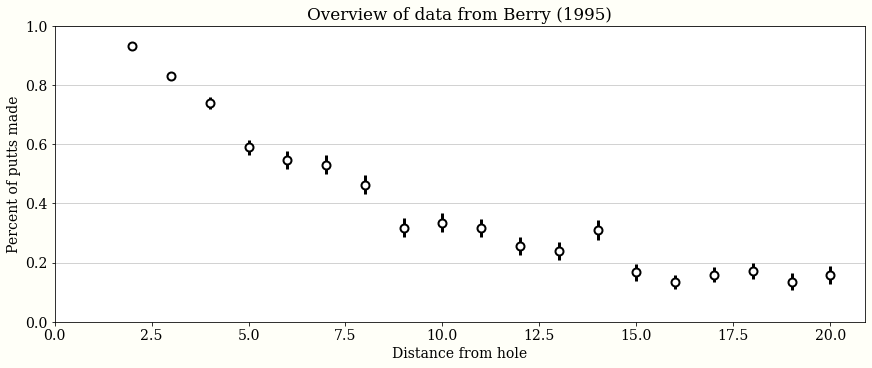 Overview of data from Berry (1995)
Percent of putts made
1.0
0.8
0.6
0.4
0.2
0.0
0.0 2.5 5.0 7.5 10.0 12.5 15.0 17.5 20.0
Distance from hole